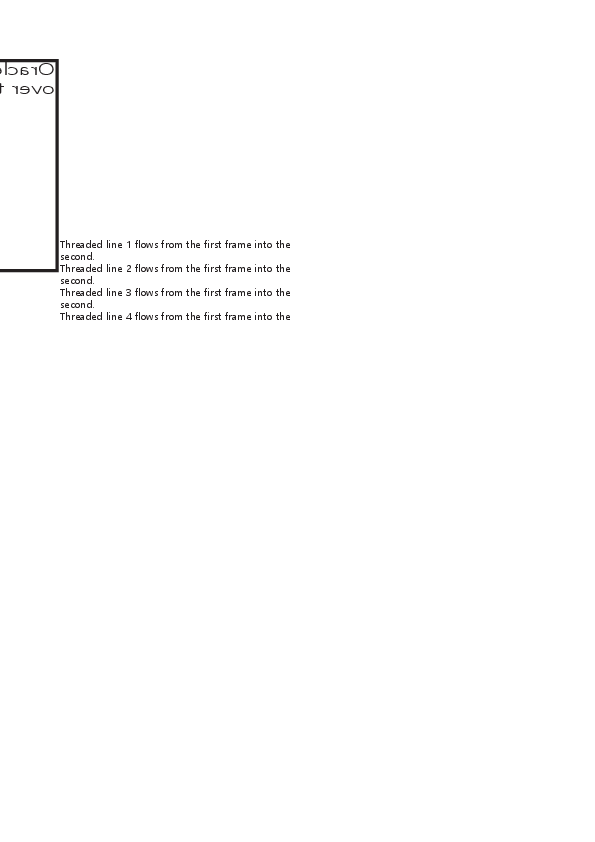 Oracl
over t
Threaded line 1 flows from the first frame into the
second.
Threaded line 2 flows from the first frame into the
second.
Threaded line 3 flows from the first frame into the
second.
Threaded line 4 flows from the first frame into the